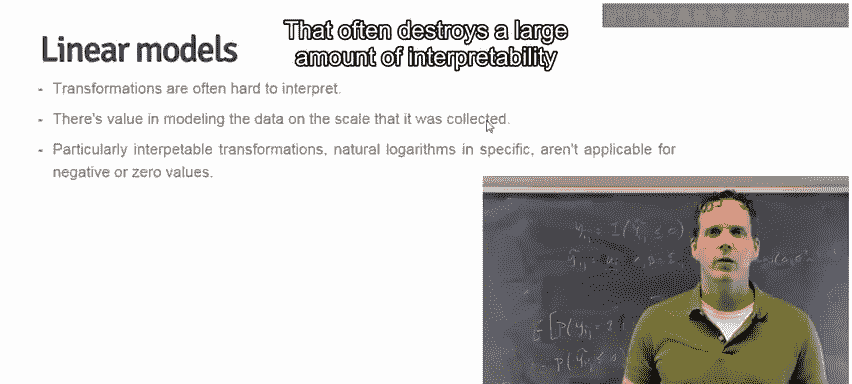 That often destroys a large
amount of interpretability
Linear models
- Transformations are often hard to interpret.
- There's value in modeling the data on the scale that it was collected.
- Particularly interpetable transformations, natural logarithms in specific, aren't applicable for
negative or zero values.